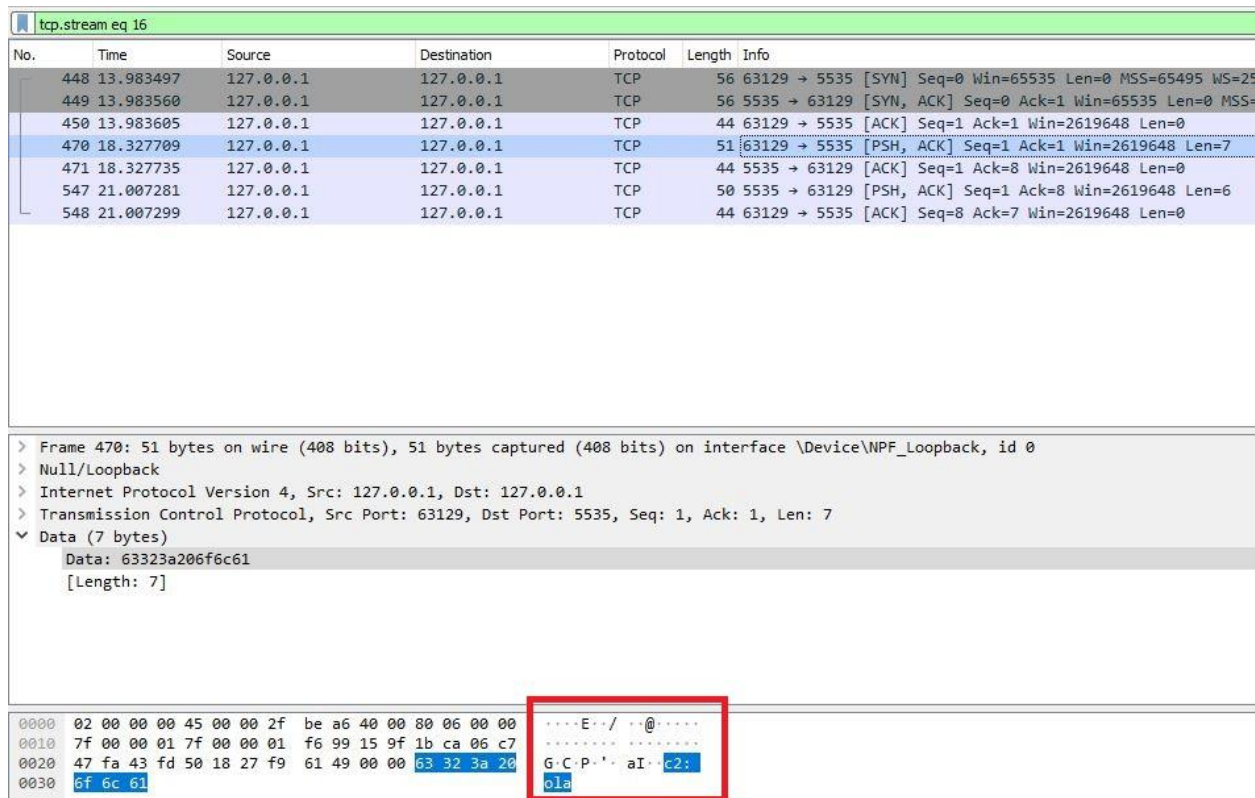 tcp.stream eq 16
No. Time Source Destination Protocol Length Info
448 13.983497 127.0.0.1 127.0.0.1 TCP 56 63129 → 5535 [SYN] Seq=0 Win=65535 Len=0 MSS=65495 WS=25
449 13.983560 127.0.0.1 127.0.0.1 TCP 56 5535 → 63129 [SYN, ACK] Seq=0 Ack=1 Win=65535 Len=0 MSS=
450 13.983605 127.0.0.1 127.0.0.1 TCP 44 63129 → 5535 [ACK] Seq=1 Ack=1 Win=2619648 Len=0
470 18.327709 127.0.0.1 127.0.0.1 TCP 51 63129 → 5535 [PSH, ACK] Seq=1 Ack=1 Win=2619648 Len=7
471 18.327735 127.0.0.1 127.0.0.1 TCP 44 5535 → 63129 [ACK] Seq=1 Ack=8 Win=2619648 Len=0
547 21.007281 127.0.0.1 127.0.0.1 TCP 50 5535 → 63129 [PSH, ACK] Seq=1 Ack=8 Win=2619648 Len=6
548 21.007299 127.0.0.1 127.0.0.1 TCP 44 63129 → 5535 [ACK] Seq=8 Ack=7 Win=2619648 Len=0
> Frame 470: 51 bytes on wire (408 bits), 51 bytes captured (408 bits) on interface \Device\NPF_Loopback, id 0
> Null/Loopback
> Internet Protocol Version 4, Src: 127.0.0.1, Dst: 127.0.0.1
> Transmission Control Protocol, Src Port: 63129, Dst Port: 5535, Seq: 1, Ack: 1, Len: 7
Data (7 bytes)
Data: 63323a206f6c61
[Length: 7]
0000 02 00 00 00 45 00 00 2f be a6 40 00 80 06 00 00 ····E··/ ··@·····
0010 7f 00 00 01 7f 00 00 01 f6 99 15 9f 1b ca 06 c7 ········ ········
0020 47 fa 43 fd 50 18 27 f9 61 49 00 00 63 32 3a 20 G·C·P·'· aI··c2:
0030 6f 6c 61 ola